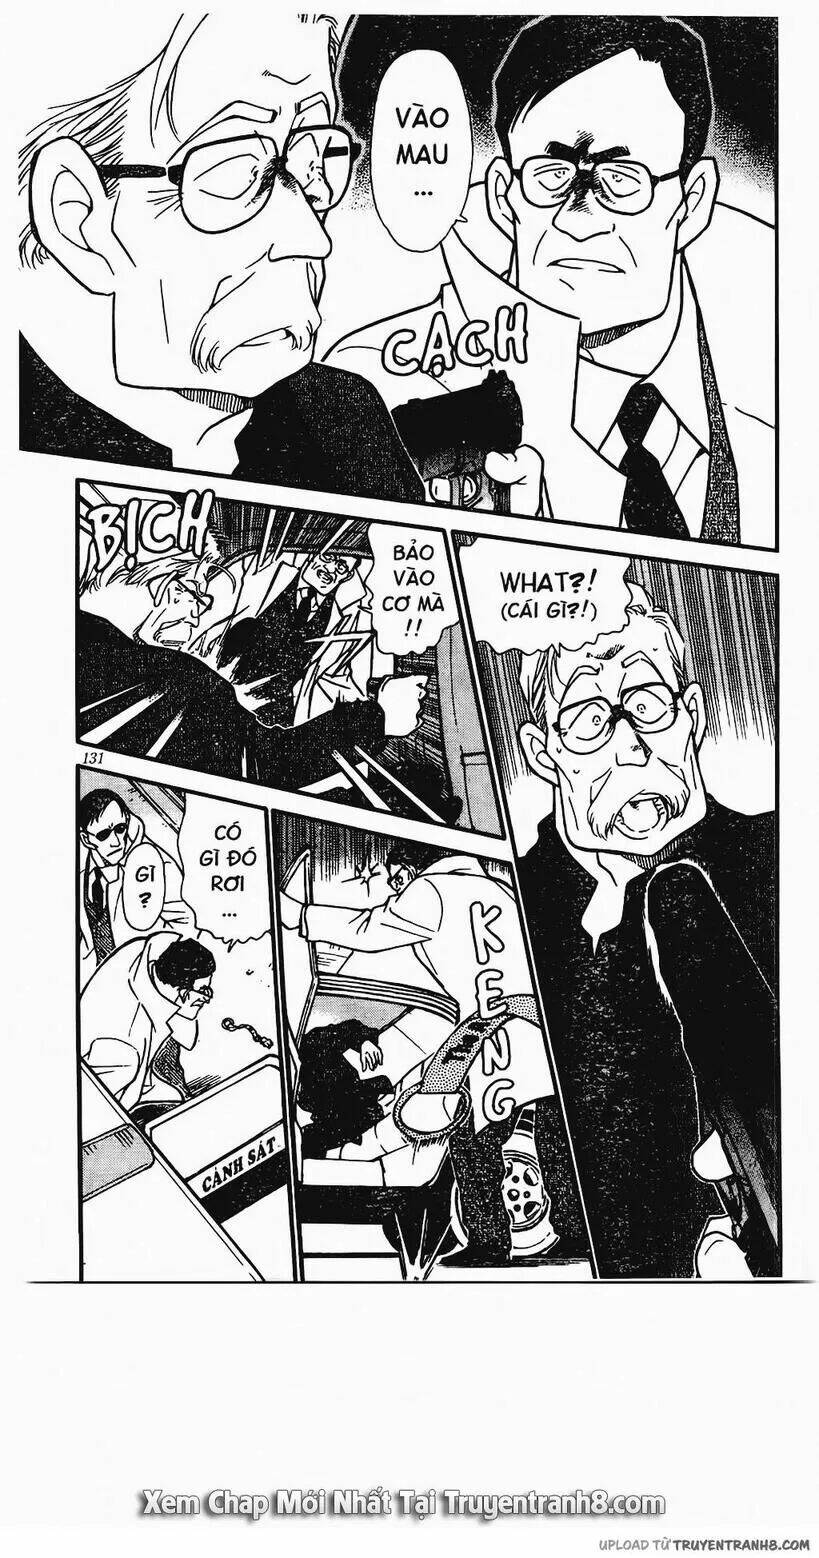 VÀO
MAU
...
CẠCH
BỊCH
BẢO
VÀO
CƠ MÀ
!!
WHAT?!
(CÁI GÌ?!)
131
GÌ
?
CÓ
GÌ ĐÓ
RƠI
...
KENG
CẢNH SÁT
Xem Chap Mới Nhất Tại Truyentranh8.com
UPLOAD TỪ TRUYENTRANH8.COM